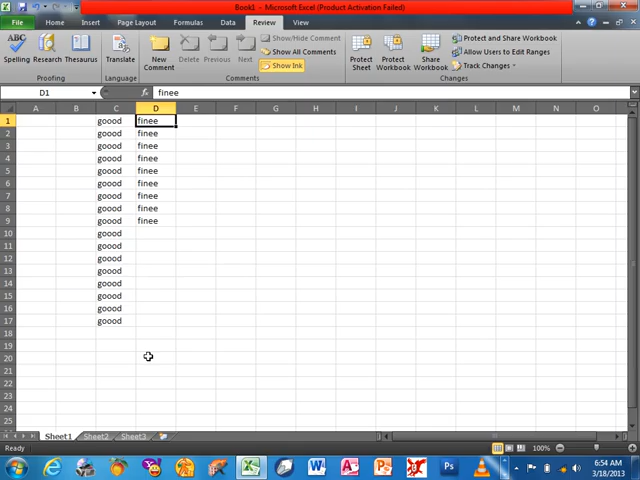 Book1 - Microsoft Excel (Product Activation Failed)
File Home Insert Page Layout Formulas Data Review View
Spelling Research Thesaurus
Proofing
Translate
Language
New Comment Delete Previous Next
Show/Hide Comment
Show All Comments
Show Ink
Comments
Protect Sheet Protect Workbook Share Workbook
Protect and Share Workbook
Allow Users to Edit Ranges
Track Changes
Changes
D1 fx finee
A B C D E F G H I J K L M N O
1 goood finee
2 goood finee
3 goood finee
4 goood finee
5 goood finee
6 goood finee
7 goood finee
8 goood finee
9 goood finee
10 goood
11 goood
12 goood
13 goood
14 goood
15 goood
16 goood
17 goood
18
19
20
21
22
23
24
25
Sheet1 Sheet2 Sheet3
Ready 100%
6:54 AM
3/18/2013